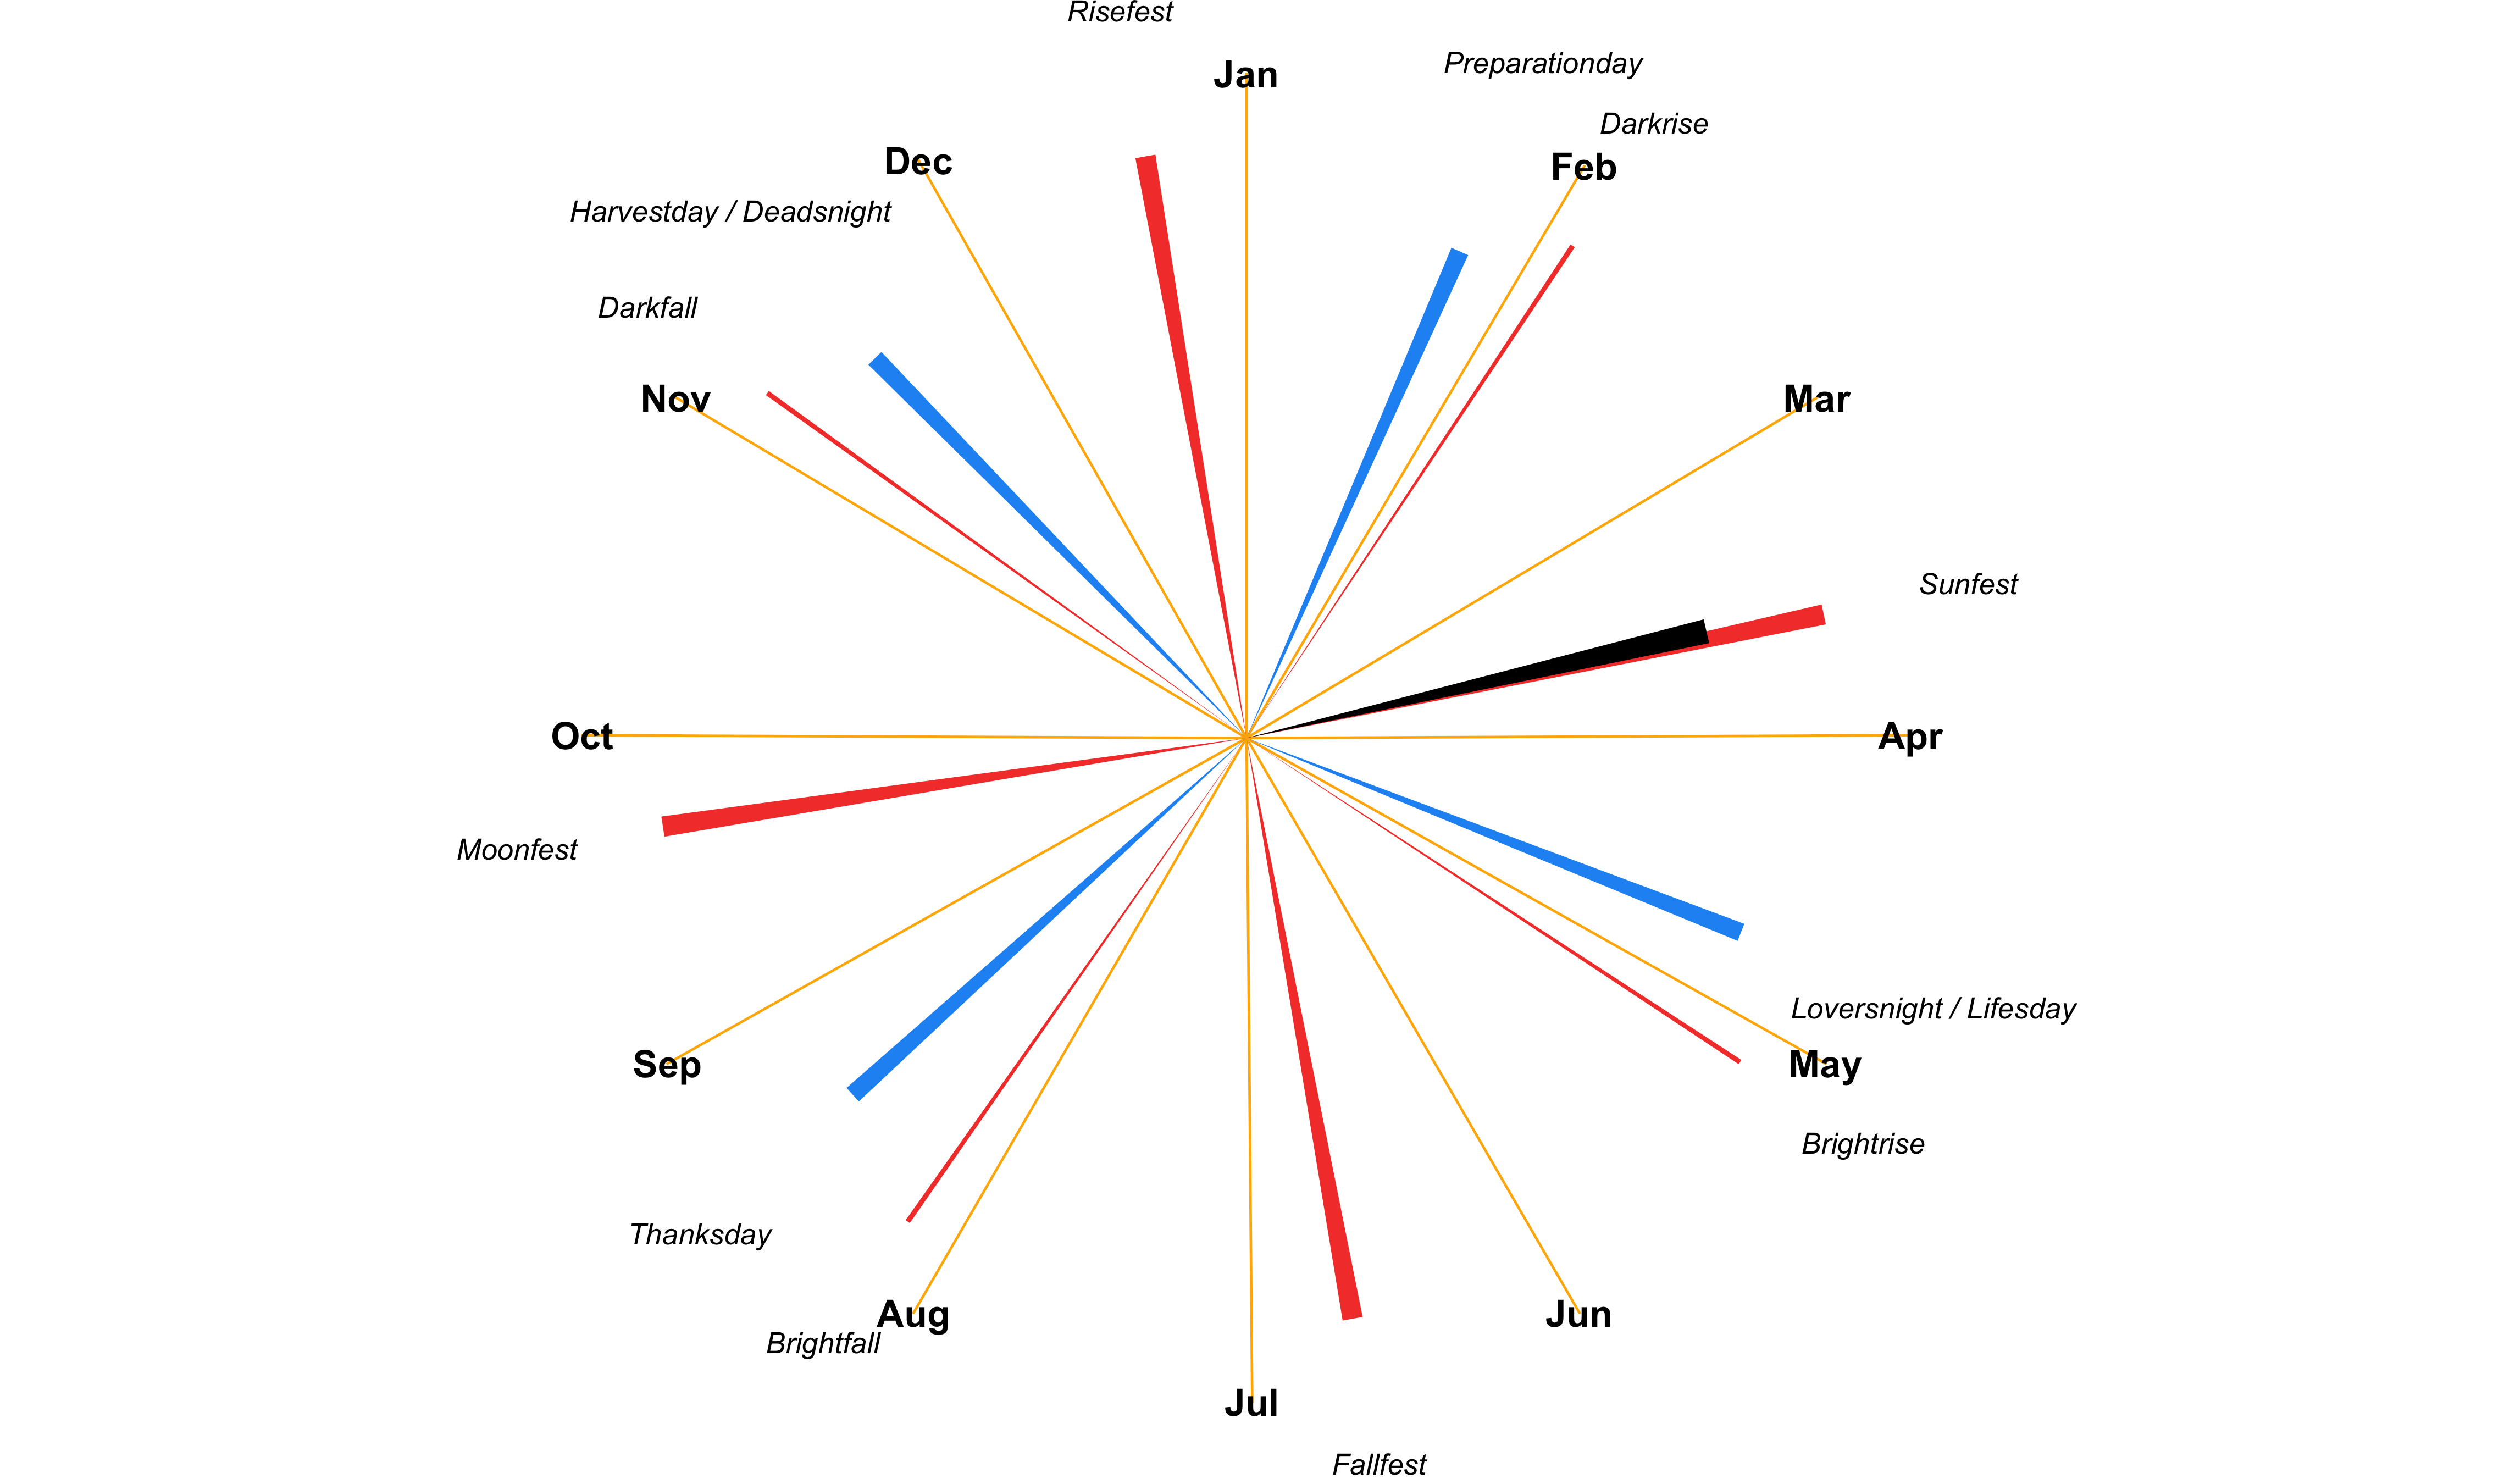 Risefest
Jan
Preparationday
Darkrise
Dec
Feb
Harvestday / Deadsnight
Darkfall
Nov
Mar
Sunfest
Oct
Apr
Moonfest
Loversnight / Lifesday
Sep
May
Brightrise
Thanksday
Aug
Jun
Brightfall
Jul
Fallfest